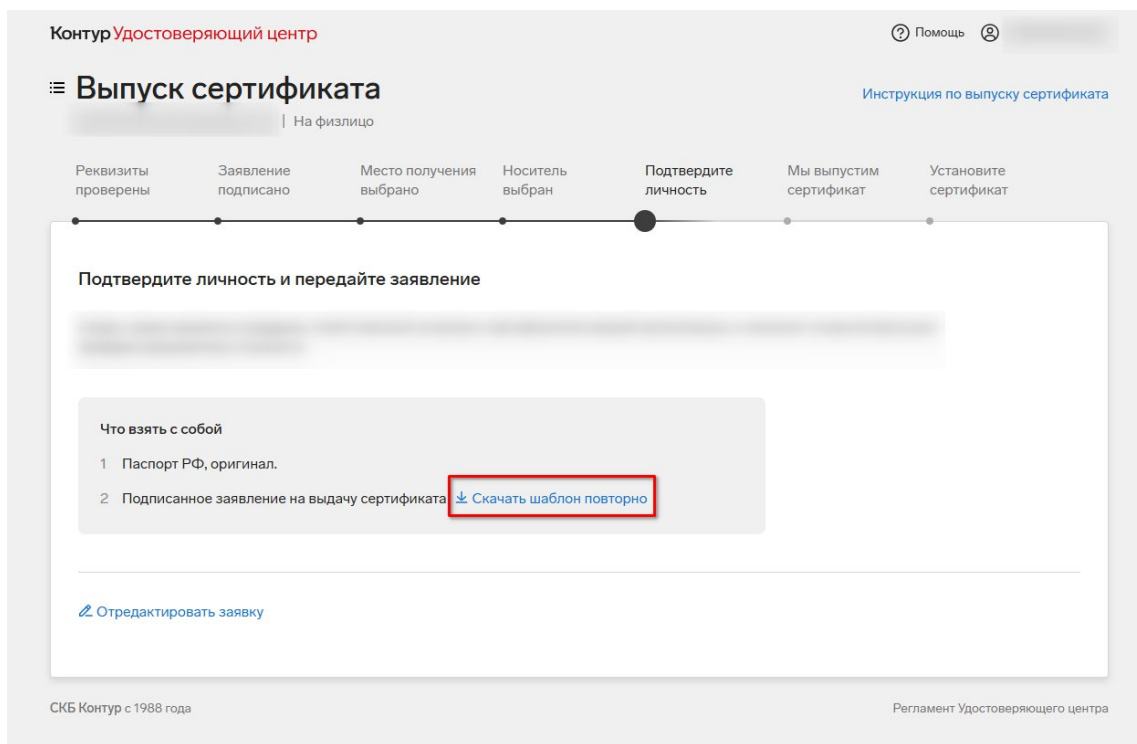 Контур Удостоверяющий центр
Помощь
Выпуск сертификата
Инструкция по выпуску сертификата
| На физлицо
Реквизиты проверены
Заявление подписано
Место получения выбрано
Носитель выбран
Подтвердите личность
Мы выпустим сертификат
Установите сертификат
Подтвердите личность и передайте заявление
Что взять с собой
1 Паспорт РФ, оригинал.
2 Подписанное заявление на выдачу сертификата Скачать шаблон повторно
Отредактировать заявку
СКБ Контур с 1988 года
Регламент Удостоверяющего центра